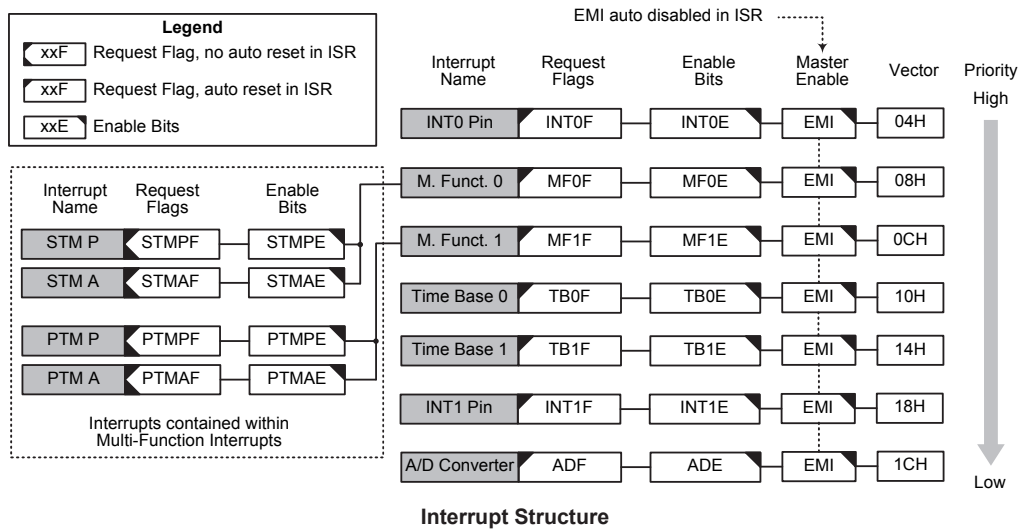 EMI auto disabled in ISR
Legend
xxF Request Flag, no auto reset in ISR
xxF Request Flag, auto reset in ISR
xxE Enable Bits
Interrupt Name Request Flags Enable Bits Master Enable Vector Priority
High
INT0 Pin INT0F INT0E EMI 04H
M. Funct. 0 MF0F MF0E EMI 08H
M. Funct. 1 MF1F MF1E EMI 0CH
Time Base 0 TB0F TB0E EMI 10H
Time Base 1 TB1F TB1E EMI 14H
INT1 Pin INT1F INT1E EMI 18H
A/D Converter ADF ADE EMI 1CH
Low
Interrupt Name Request Flags Enable Bits
STM P STMPF STMPE
STM A STMAF STMAE
PTM P PTMPF PTMPE
PTM A PTMAF PTMAE
Interrupts contained within
Multi-Function Interrupts
Interrupt Structure